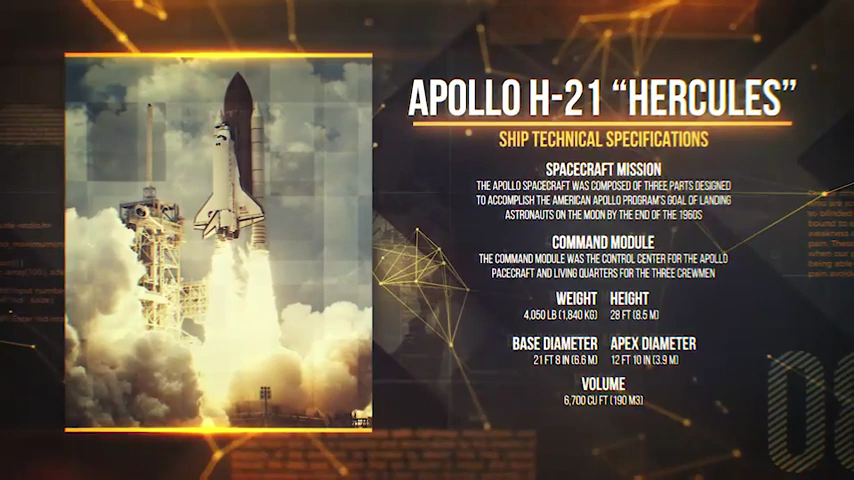 APOLLO H-21 “HERCULES”
SHIP TECHNICAL SPECIFICATIONS
SPACECRAFT MISSION
THE APOLLO SPACECRAFT WAS COMPOSED OF THREE PARTS DESIGNED
TO ACCOMPLISH THE AMERICAN APOLLO PROGRAM'S GOAL OF LANDING
ASTRONAUTS ON THE MOON BY THE END OF THE 1960S
COMMAND MODULE
THE COMMAND MODULE WAS THE CONTROL CENTER FOR THE APOLLO
PACECRAFT AND LIVING QUARTERS FOR THE THREE CREWMEN
WEIGHT HEIGHT
4,050 LB (1,840 KG) 28 FT (8.5 M)
BASE DIAMETER APEX DIAMETER
21 FT 8 IN (6.6 M) 12 FT 10 IN (3.9 M)
VOLUME
6,700 CU FT (190 M3)